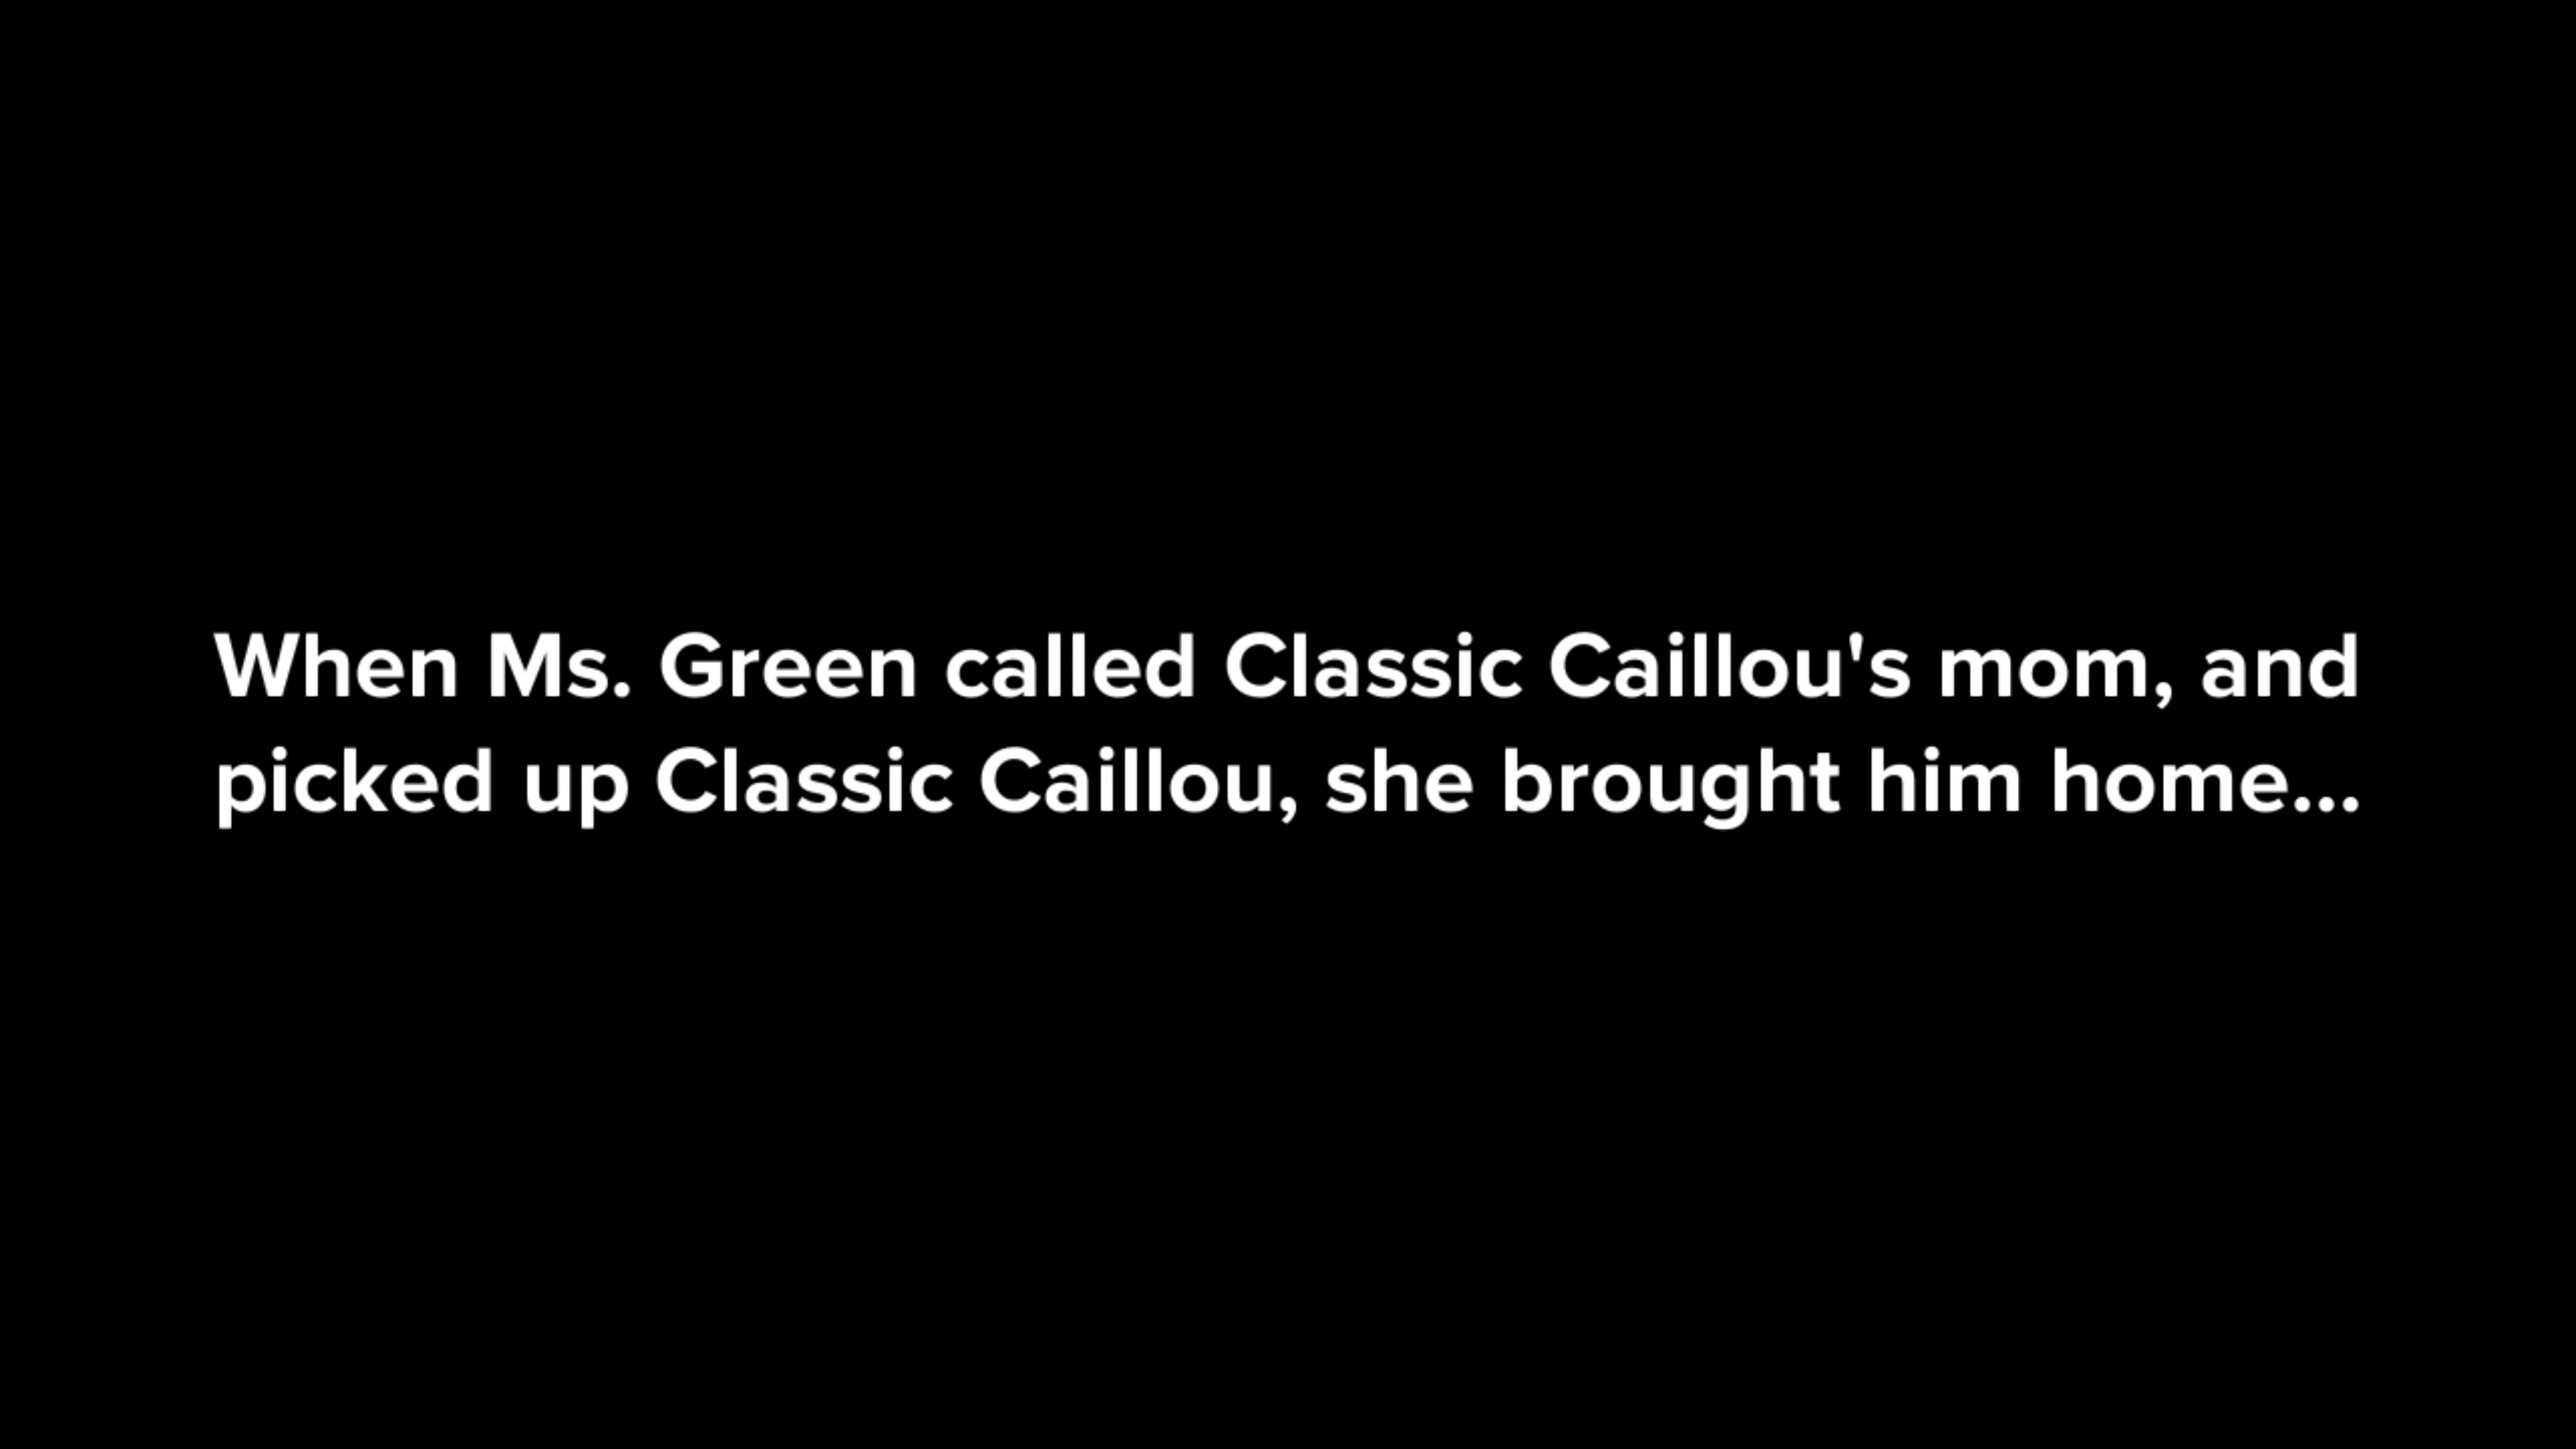 When Ms. Green called Classic Caillou's mom, and
picked up Classic Caillou, she brought him home...